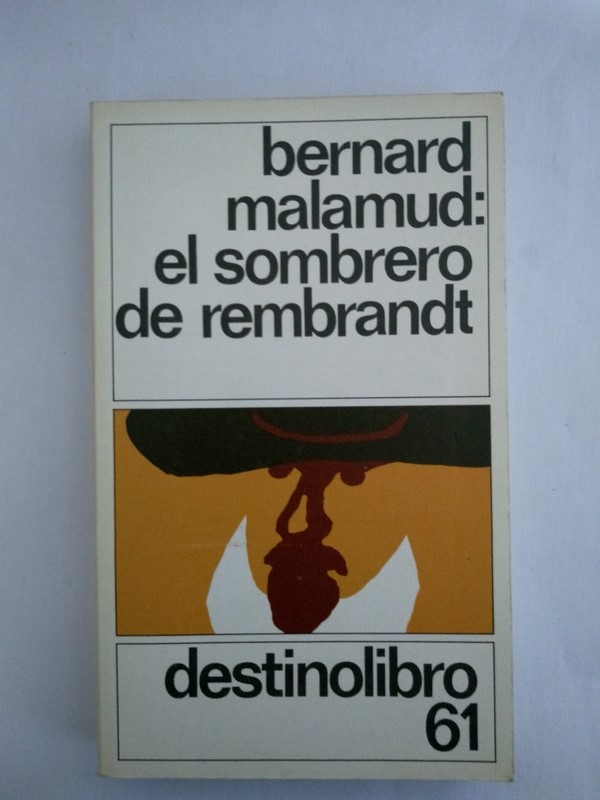 bernard
malamud:
el sombrero
de rembrandt
destinolibro
61